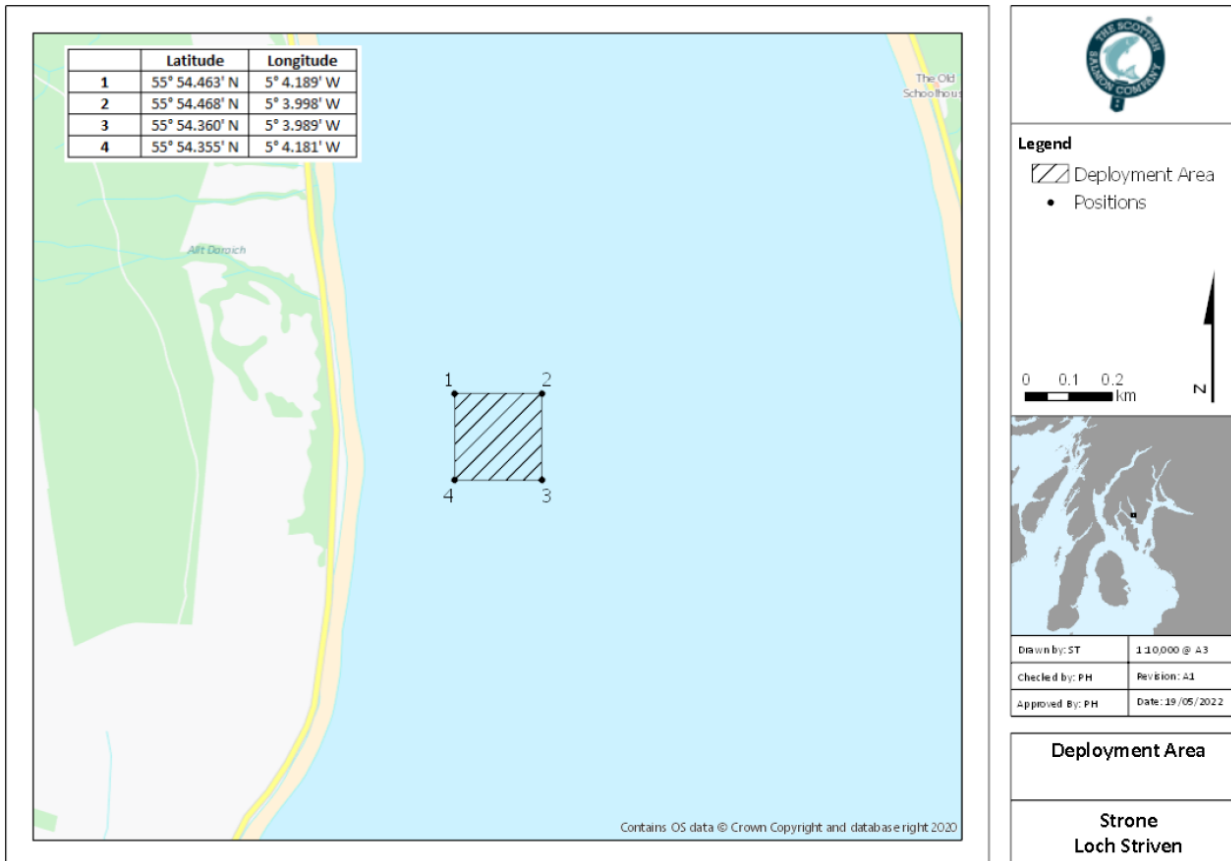 Latitude Longitude
1 55° 54.463' N 5° 4.189' W
2 55° 54.468' N 5° 3.998' W
3 55° 54.360' N 5° 3.989' W
4 55° 54.355' N 5° 4.181' W
The Old
Schoolhous
Allt Daraich
1 2
4 3
Contains OS data © Crown Copyright and database right 2020
THE SCOTTISH
SALMON COMPANY
®
Legend
Deployment Area
Positions
0 0.1 0.2
km
N
Drawn by: ST 1:10,000 @ A3
Checked by: PH Revision: A1
Approved By: PH Date: 19/05/2022
Deployment Area
Strone
Loch Striven